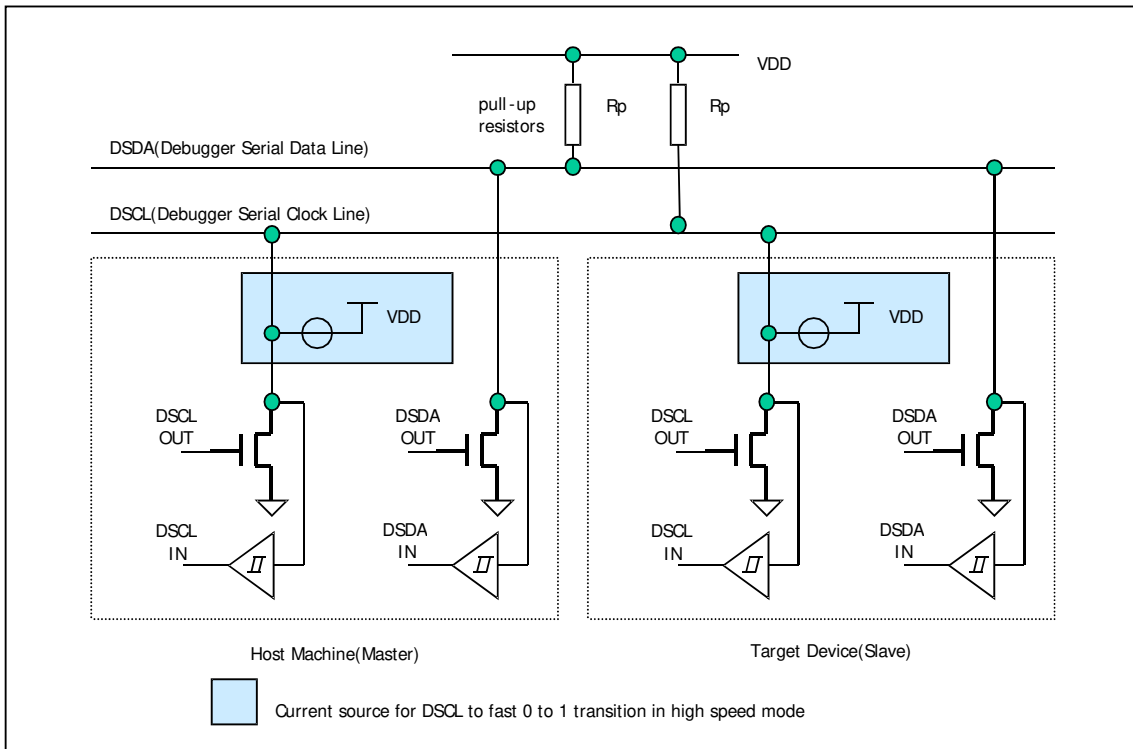 VDD
pull-up
resistors
Rp
Rp
DSDA(Debugger Serial Data Line)
DSCL(Debugger Serial Clock Line)
VDD
VDD
DSCL
OUT
DSDA
OUT
DSCL
OUT
DSDA
OUT
DSCL
IN
DSDA
IN
DSCL
IN
DSDA
IN
Host Machine(Master)
Target Device(Slave)
Current source for DSCL to fast 0 to 1 transition in high speed mode